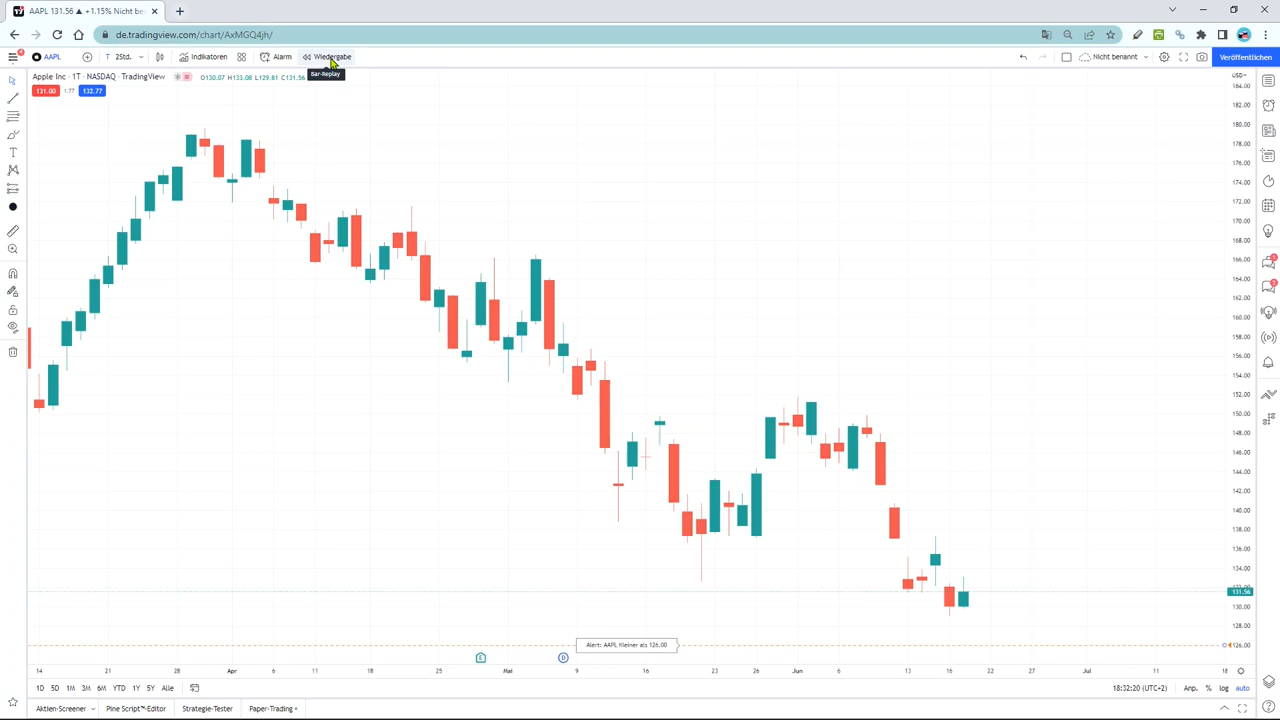 AAPL 131.56 ▲ +1.15% Nicht be
de.tradingview.com/chart/AxMGQ4jh/
4
AAPL
T 2Std.
Indikatoren
Alarm
Wiedergabe
Nicht benannt
Veröffentlichen
Bar-Replay
Apple Inc · 1T · NASDAQ · TradingView
O130.07 H133.08 L129.81 C131.56
USD
131.00 1.77 132.77
184.00
182.00
180.00
178.00
176.00
174.00
172.00
170.00
168.00
166.00
164.00
162.00
160.00
158.00
156.00
154.00
152.00
150.00
148.00
146.00
144.00
142.00
140.00
138.00
136.00
134.00
131.56
130.00
128.00
Alert: AAPL Kleiner als 126.00
126.00
E
D
14 21 28 Apr 6 11 18 25 Mai 9 16 23 26 Jun 6 13 16 22 27 Jul 11 18
1D 5D 1M 3M 6M YTD 1Y 5Y Alle
18:32:20 (UTC+2) Anp. % log auto
Aktien-Screener Pine Script™-Editor Strategie-Tester Paper-Trading